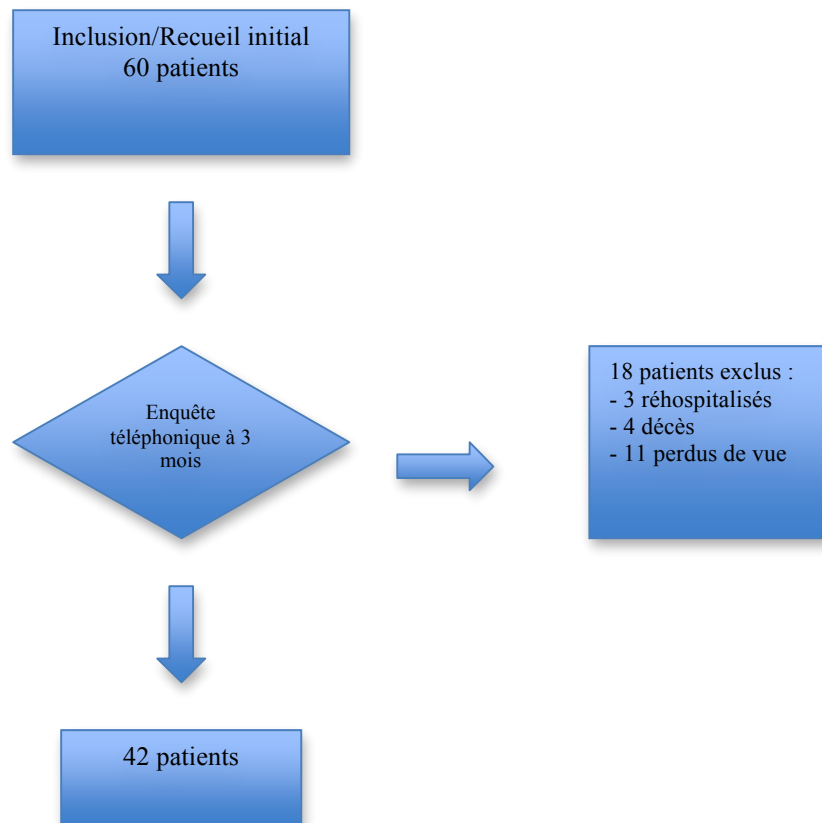 Inclusion/Recueil initial
60 patients
Enquête
téléphonique à 3
mois
18 patients exclus :
- 3 réhospitalisés
- 4 décès
- 11 perdus de vue
42 patients